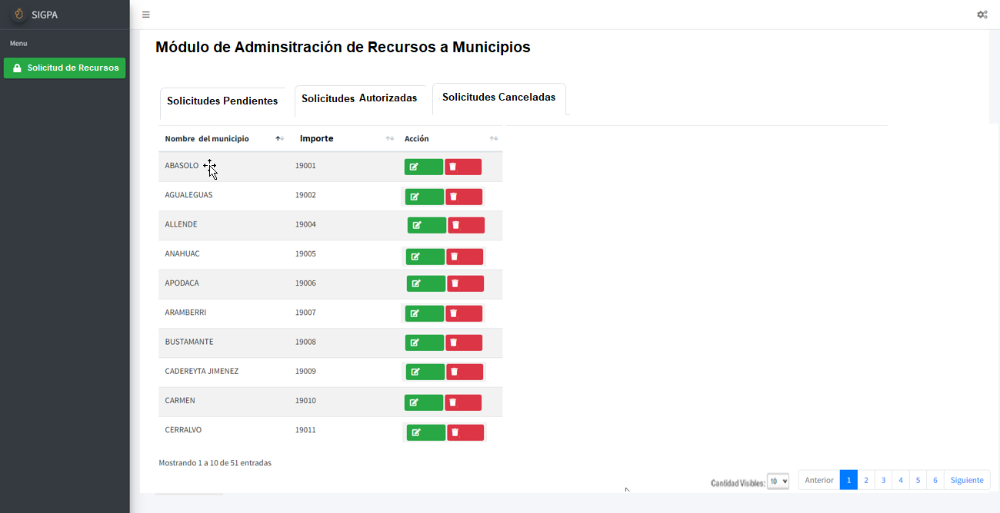 SIGPA
Menu
Solicitud de Recursos
Módulo de Adminsitración de Recursos a Municipios
Solicitudes Pendientes Solicitudes Autorizadas Solicitudes Canceladas
Nombre del municipio Importe Acción
ABASOLO 19001
AGUALEGUAS 19002
ALLENDE 19004
ANAHUAC 19005
APODACA 19006
ARAMBERRI 19007
BUSTAMANTE 19008
CADEREYTA JIMENEZ 19009
CARMEN 19010
CERRALVO 19011
Mostrando 1 a 10 de 51 entradas
Cantidad Visibles: 10 Anterior 1 2 3 4 5 6 Siguiente